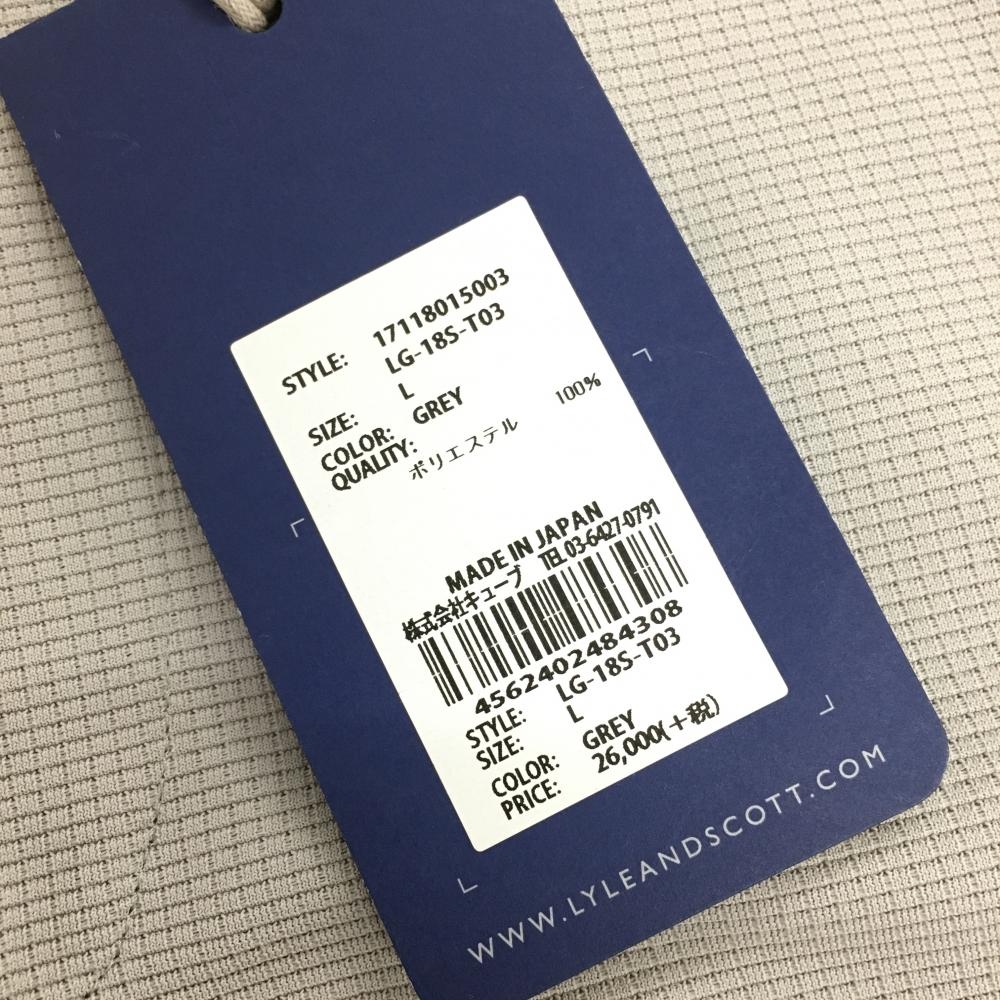 STYLE: 17118015003
LG-18S-T03
SIZE: L
COLOR: GREY
QUALITY:
ポリエステル 100%
MADE IN JAPAN
株式会社キューブ TEL 03-6427-0791
4562402484308
STYLE: LG-18S-T03
SIZE: L
COLOR: GREY
PRICE: 26,000(+税)
WWW.LYLEANDSCOTT.COM